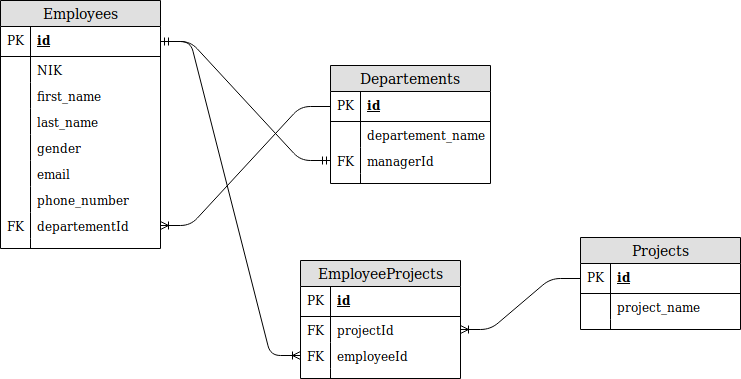 Employees
PK id
NIK
first_name
last_name
gender
email
phone_number
FK departementId
Departements
PK id
departement_name
FK managerId
EmployeeProjects
PK id
FK projectId
FK employeeId
Projects
PK id
project_name